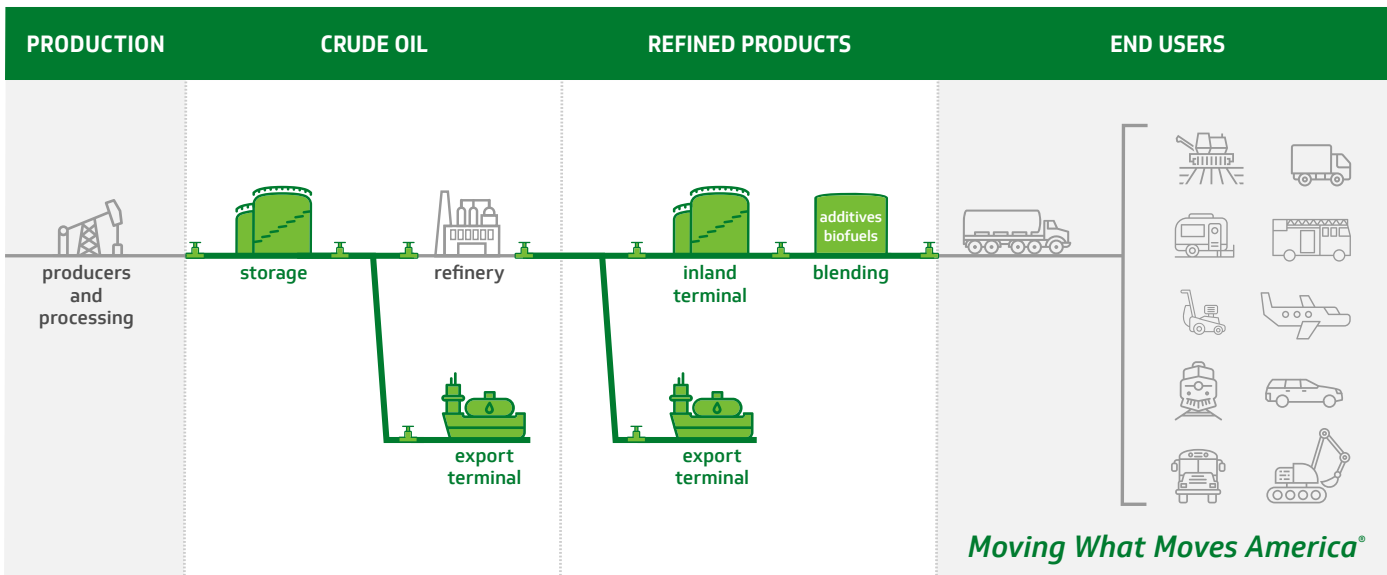 PRODUCTION
CRUDE OIL
REFINED PRODUCTS
END USERS
producers
and
processing
storage
refinery
export
terminal
inland
terminal
additives
biofuels
blending
export
terminal
Moving What Moves America®